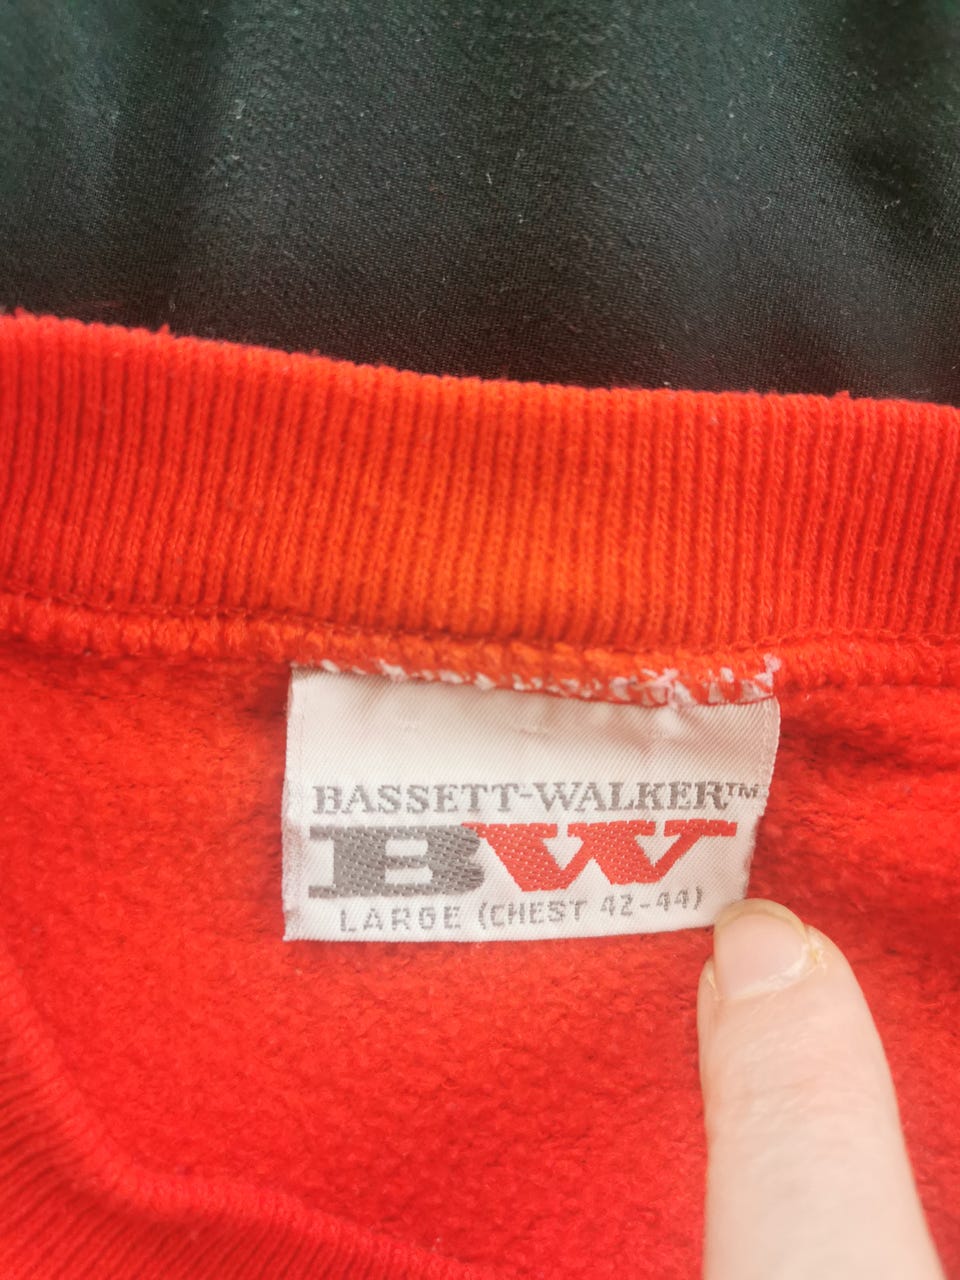 BASSETT-WALKER™
BW
LARGE (CHEST 42-44)